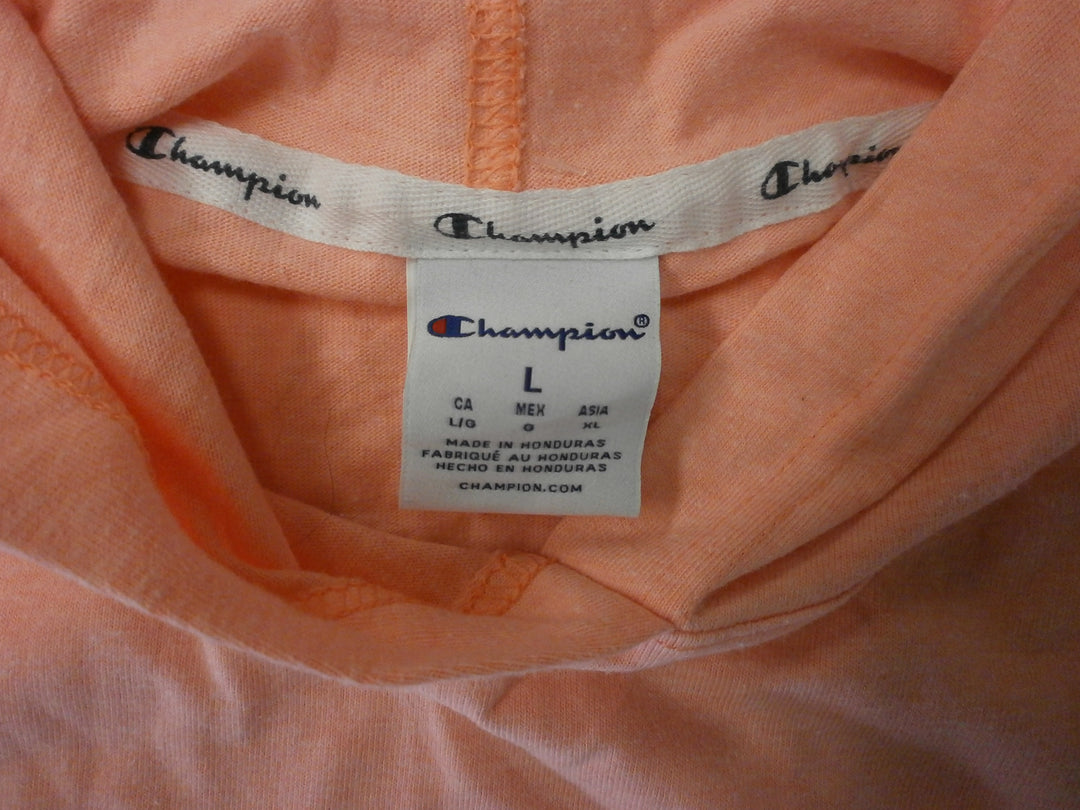 Champion
Champion
Champion
Champion®
L
CA MEX ASIA
L/G G XL
MADE IN HONDURAS
FABRIQUÉ AU HONDURAS
HECHO EN HONDURAS
CHAMPION.COM